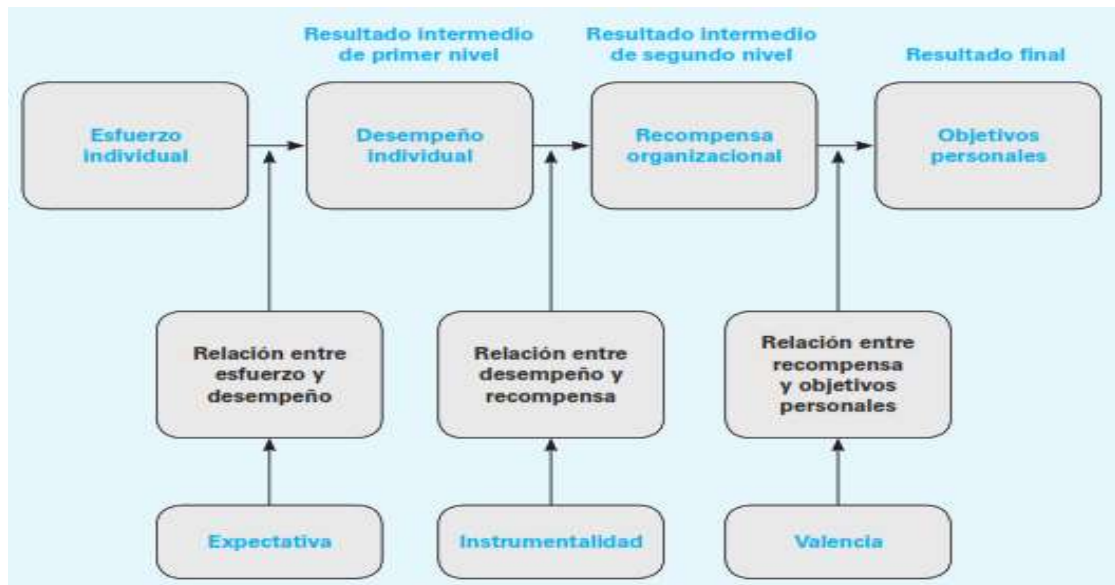 Resultado intermedio
de primer nivel
Resultado intermedio
de segundo nivel
Resultado final
Esfuerzo
individual
Desempeño
individual
Recompensa
organizacional
Objetivos
personales
Relación entre
esfuerzo y
desempeño
Relación entre
desempeño y
recompensa
Relación entre
recompensa
y objetivos
personales
Expectativa
Instrumentalidad
Valencia